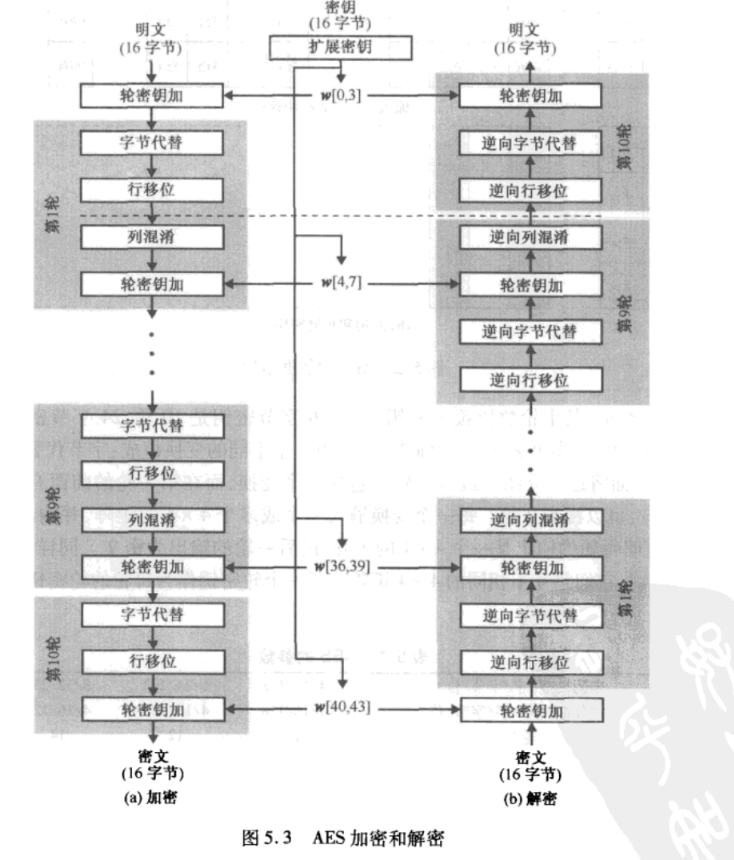 密钥
(16 字节)
扩展密钥
明文
(16 字节)
轮密钥加
第1轮
字节代替
行移位
列混淆
轮密钥加
第9轮
字节代替
行移位
列混淆
轮密钥加
第10轮
字节代替
行移位
轮密钥加
密文
(16 字节)
(a) 加密
w[0,3]
w[4,7]
w[36,39]
w[40,43]
明文
(16 字节)
轮密钥加
逆向字节代替
逆向行移位
第10轮
逆向列混淆
轮密钥加
逆向字节代替
逆向行移位
第9轮
逆向列混淆
轮密钥加
逆向字节代替
逆向行移位
第1轮
轮密钥加
密文
(16 字节)
(b) 解密
图 5.3 AES 加密和解密